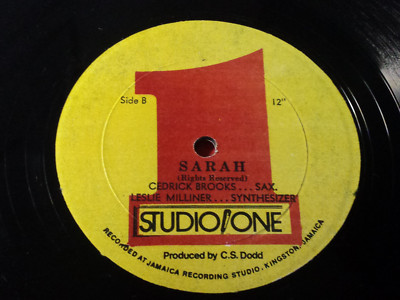 Side B
12"
1
SARAH
(Rights Reserved)
CEDRICK BROOKS . . . SAX.
LESLIE MILLINER . . . SYNTHESIZER
STUDIO ONE
Produced by C.S. Dodd
RECORDED AT JAMAICA RECORDING STUDIO, KINGSTON, JAMAICA